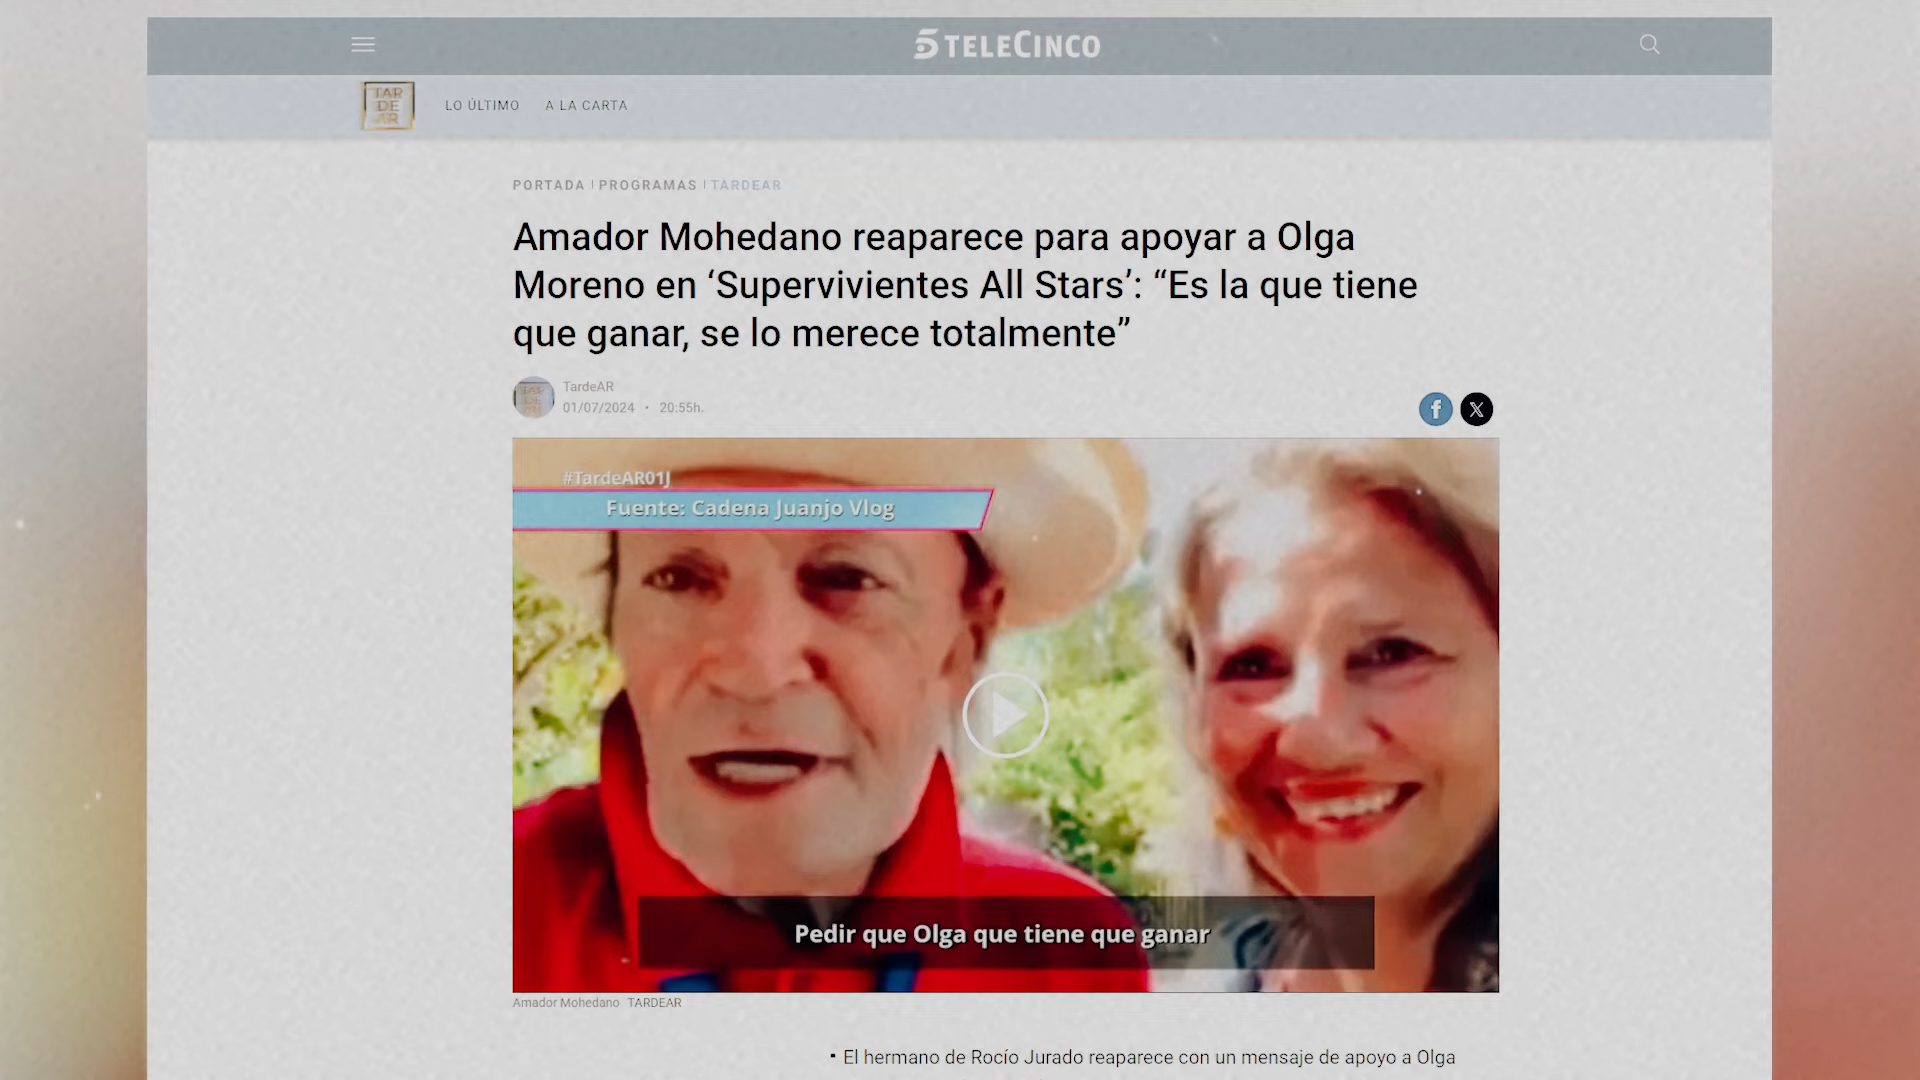 5 TELECINCO
TAR
DE
AR
LO ÚLTIMO
A LA CARTA
PORTADA | PROGRAMAS | TARDEAR
Amador Mohedano reaparece para apoyar a Olga
Moreno en ‘Supervivientes All Stars’: “Es la que tiene
que ganar, se lo merece totalmente”
TardeAR
01/07/2024 · 20:55h.
#TardeAR01J
Fuente: Cadena Juanjo Vlog
Pedir que Olga que tiene que ganar
Amador Mohedano TARDEAR
▪ El hermano de Rocío Jurado reaparece con un mensaje de apoyo a Olga